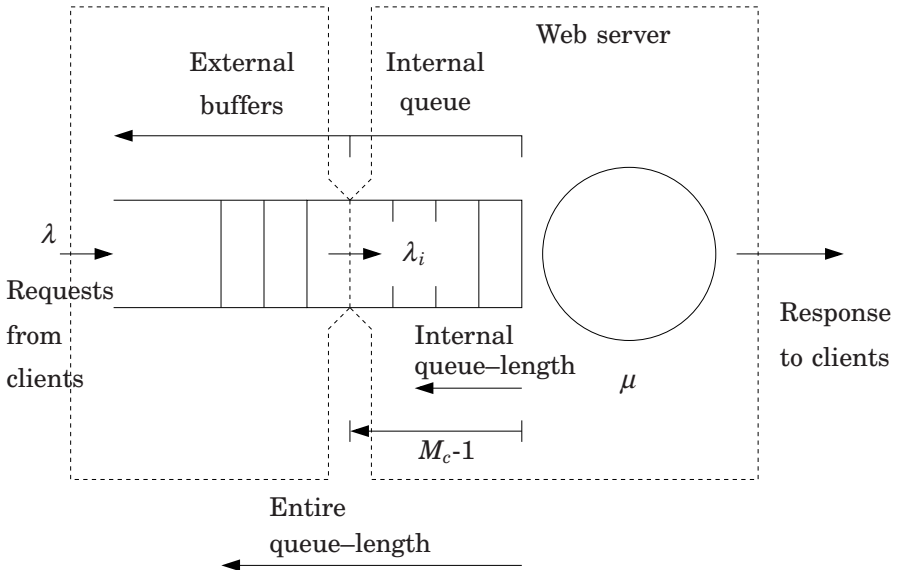 Web server
External
buffers
Internal
queue
λ
λi
Requests
from
clients
Internal
queue–length
μ
Response
to clients
Mc-1
Entire
queue–length